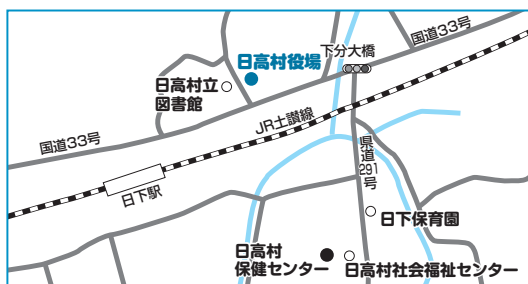 国道33号
下分大橋
日高村役場
日高村立
図書館
JR土讃線
国道33号
日下駅
県道
291
号
日下保育園
日高村
保健センター
日高村社会福祉センター